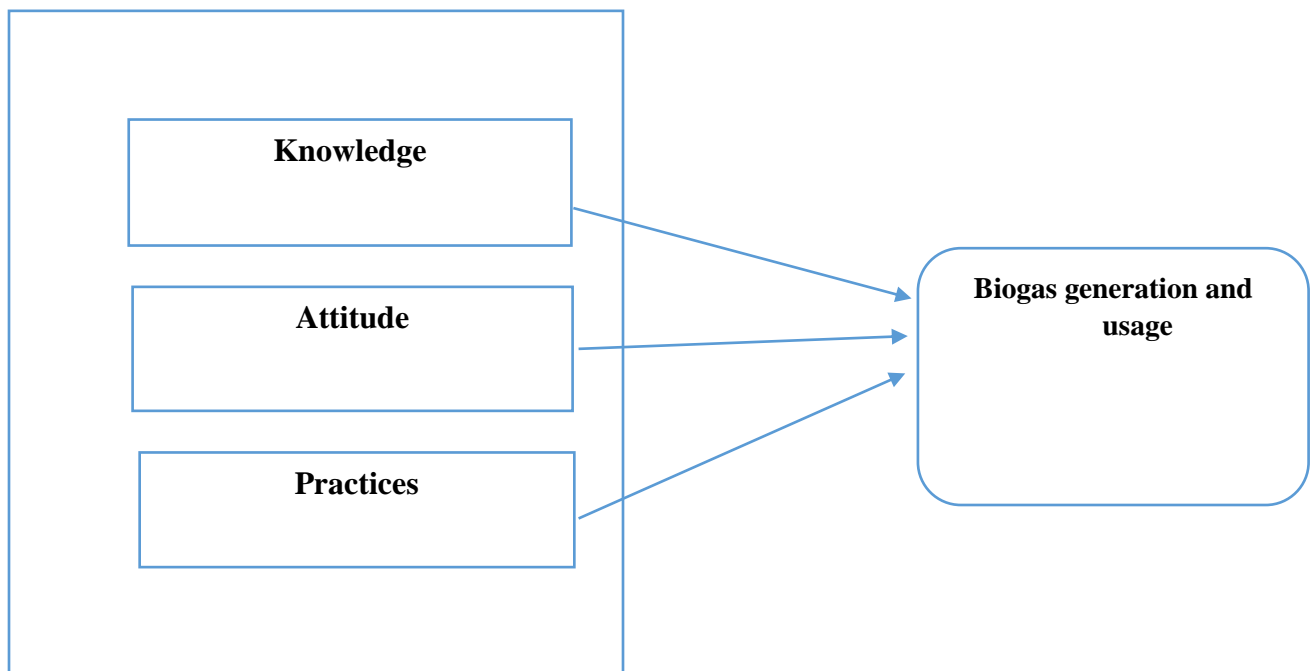 Knowledge
Attitude
Practices
Biogas generation and
usage